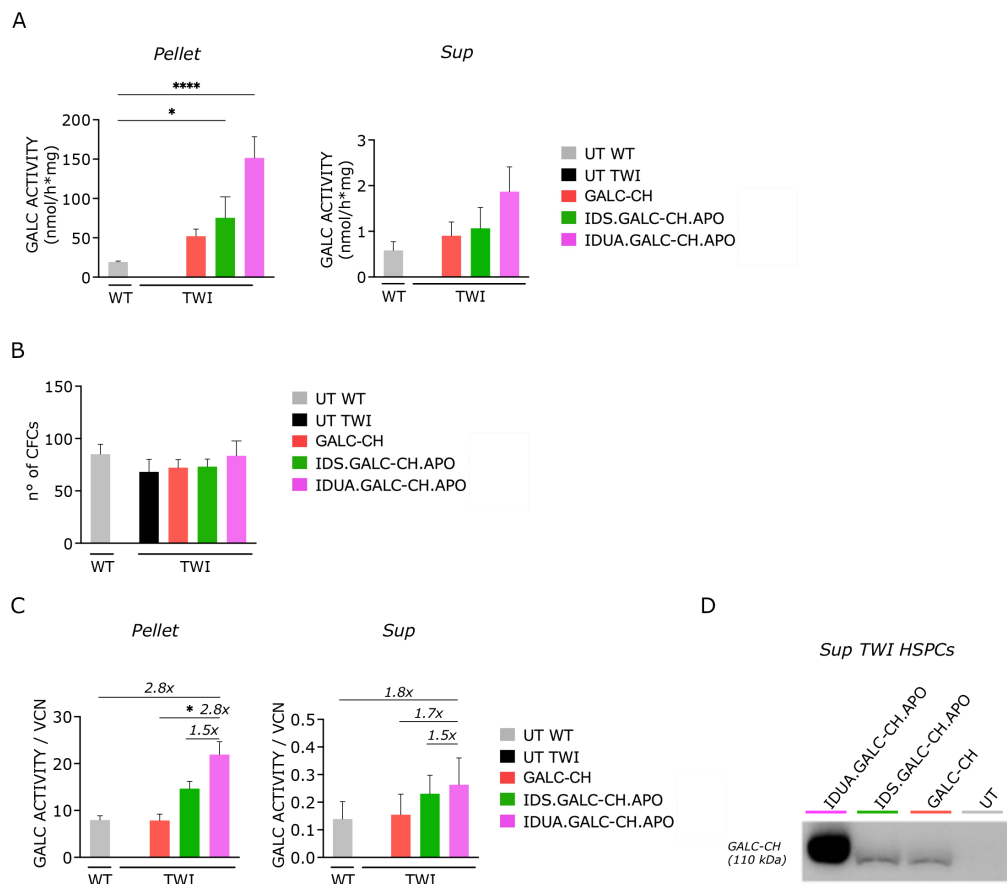 A
Pellet
Sup
****
*
GALC ACTIVITY
(nmol/h*mg)
200
150
100
50
0
WT
TWI
GALC ACTIVITY
(nmol/h*mg)
3
2
1
0
WT
TWI
UT WT
UT TWI
GALC-CH
IDS.GALC-CH.APO
IDUA.GALC-CH.APO
B
n° of CFCs
150
100
50
0
WT
TWI
UT WT
UT TWI
GALC-CH
IDS.GALC-CH.APO
IDUA.GALC-CH.APO
C
Pellet
Sup
GALC ACTIVITY / VCN
30
20
10
0
2.8x
* 2.8x
1.5x
WT
TWI
GALC ACTIVITY / VCN
0.5
0.4
0.3
0.2
0.1
0.0
1.8x
1.7x
1.5x
WT
TWI
UT WT
UT TWI
GALC-CH
IDS.GALC-CH.APO
IDUA.GALC-CH.APO
D
Sup TWI HSPCs
IDUA.GALC-CH.APO
IDS.GALC-CH.APO
GALC-CH
UT
GALC-CH
(110 kDa)